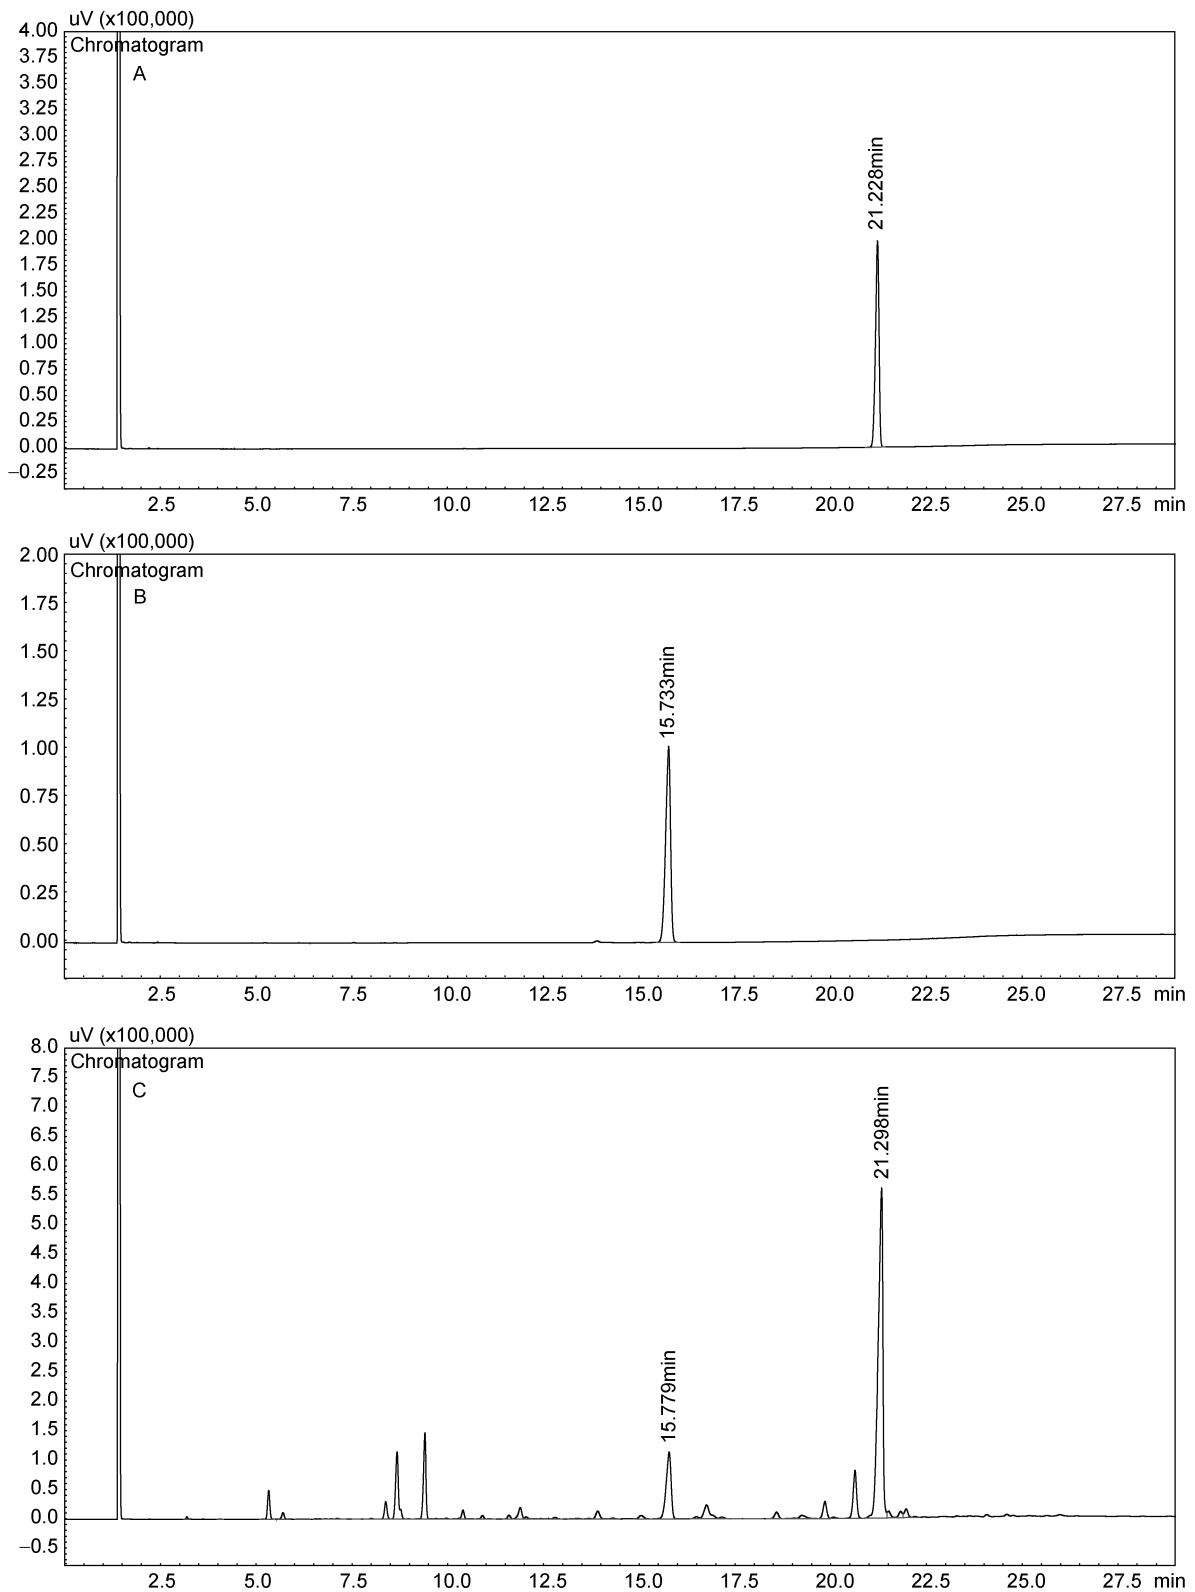 uV (x100,000)
4.00
Chromatogram
3.75
A
3.50
3.25
3.00
2.75
2.50
2.25
2.00
1.75
1.50
1.25
1.00
0.75
0.50
0.25
0.00
−0.25
21.228min
2.5 5.0 7.5 10.0 12.5 15.0 17.5 20.0 22.5 25.0 27.5 min
uV (x100,000)
2.00
Chromatogram
B
1.75
1.50
1.25
1.00
0.75
0.50
0.25
0.00
15.733min
2.5 5.0 7.5 10.0 12.5 15.0 17.5 20.0 22.5 25.0 27.5 min
uV (x100,000)
8.0
Chromatogram
7.5
C
7.0
6.5
6.0
5.5
5.0
4.5
4.0
3.5
3.0
2.5
2.0
1.5
1.0
0.5
0.0
−0.5
15.779min
21.298min
2.5 5.0 7.5 10.0 12.5 15.0 17.5 20.0 22.5 25.0 27.5 min